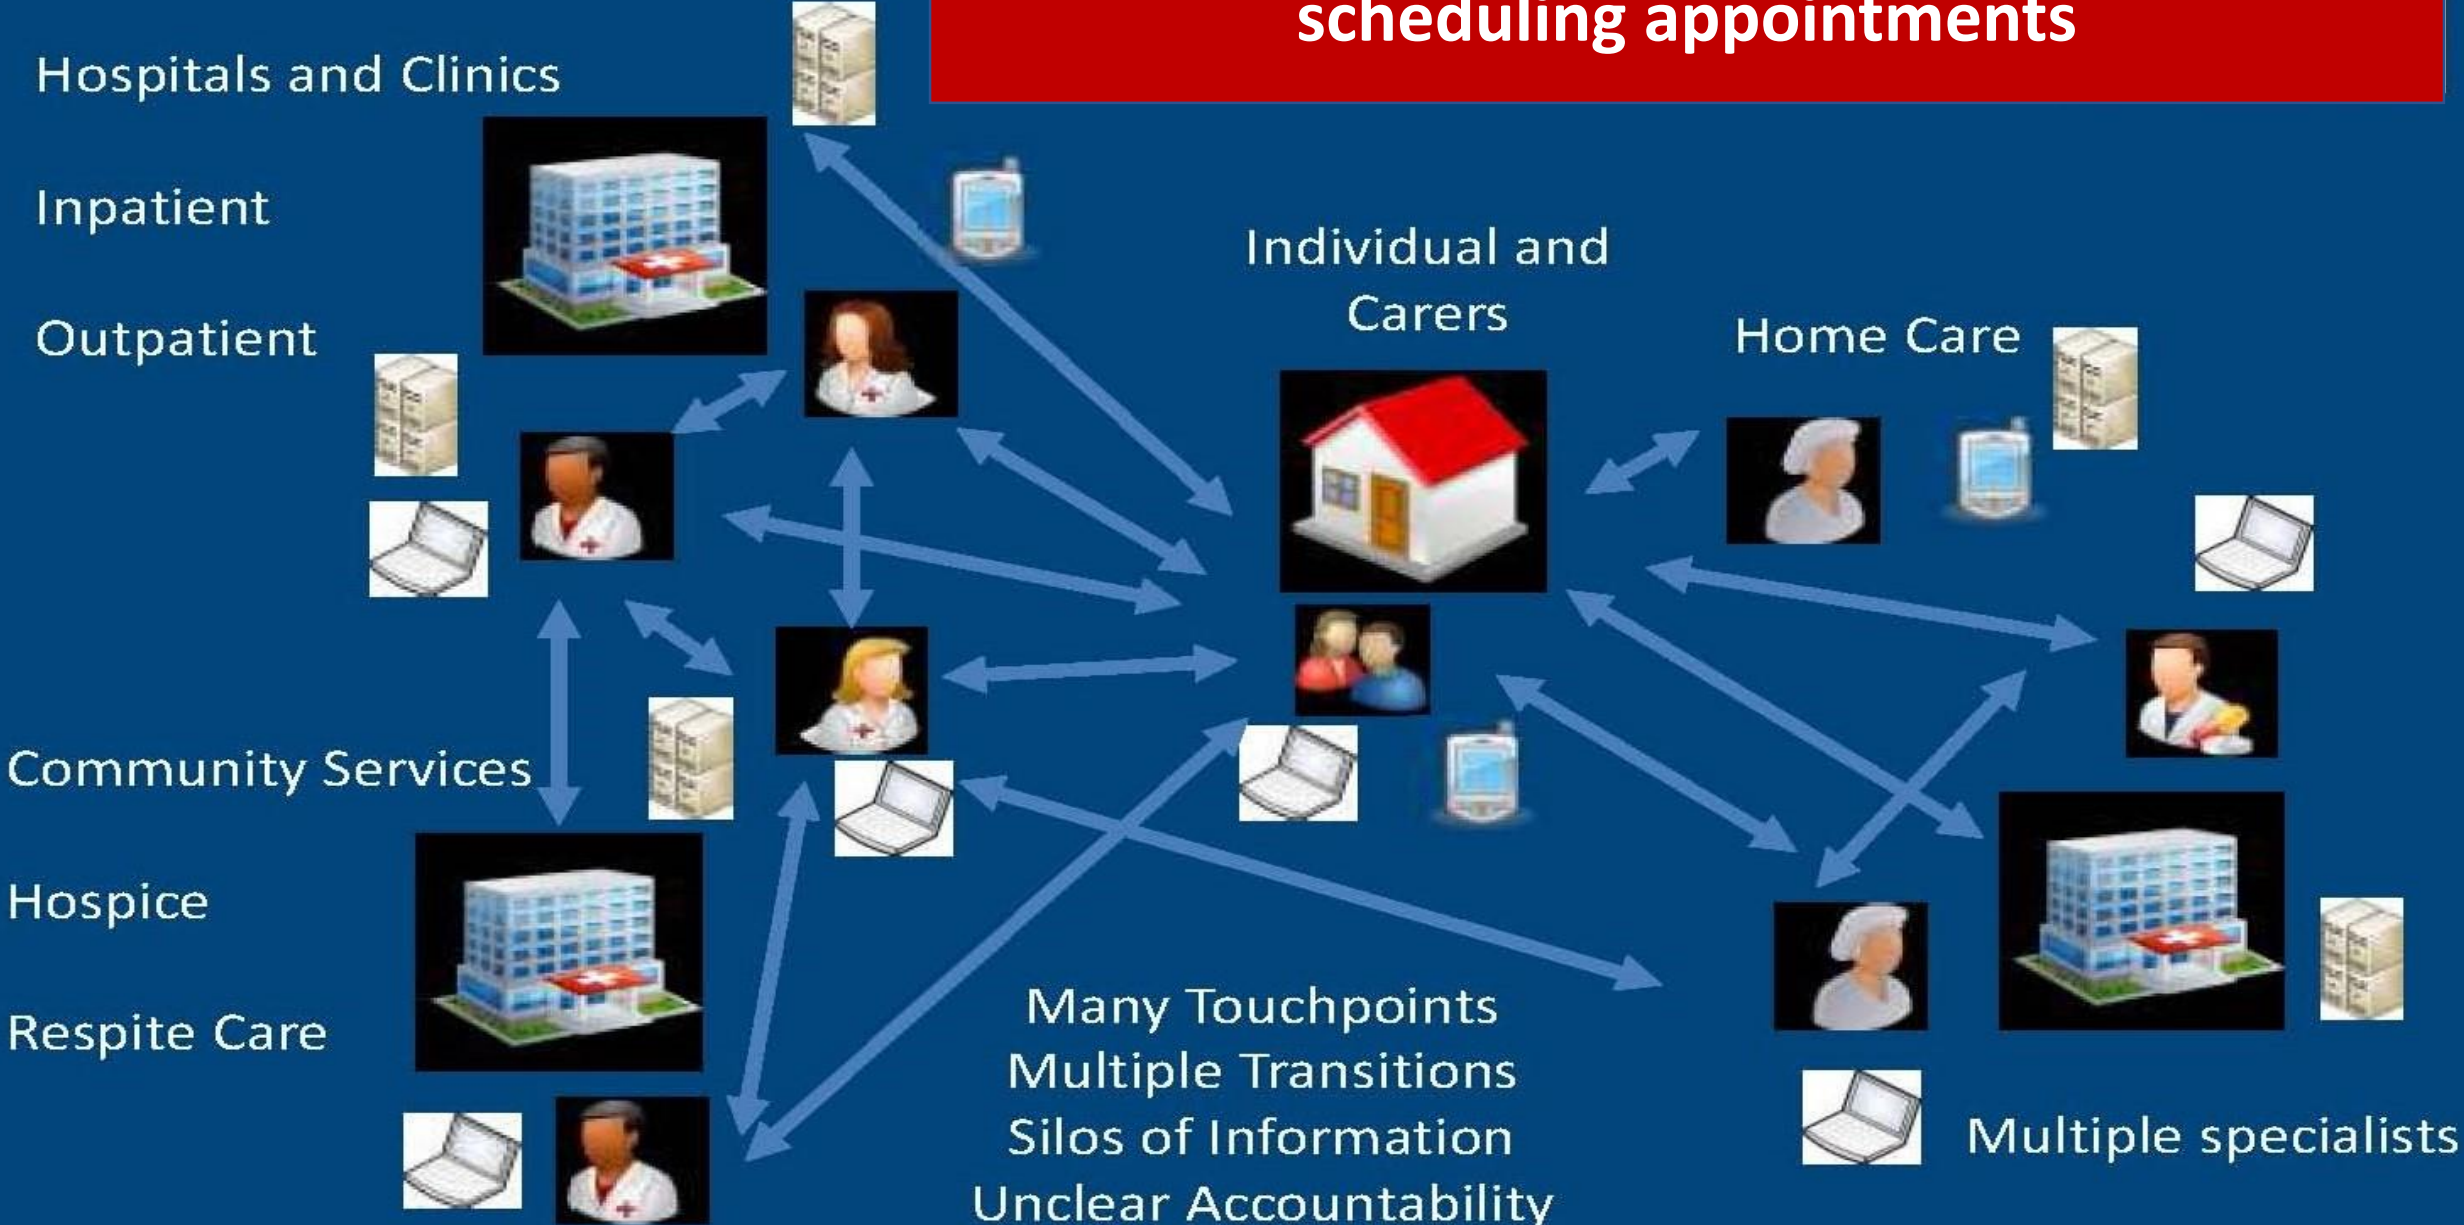 scheduling appointments
Hospitals and Clinics
Inpatient
Outpatient
Individual and
Carers
Home Care
Community Services
Hospice
Respite Care
Many Touchpoints
Multiple Transitions
Silos of Information
Unclear Accountability
Multiple specialists